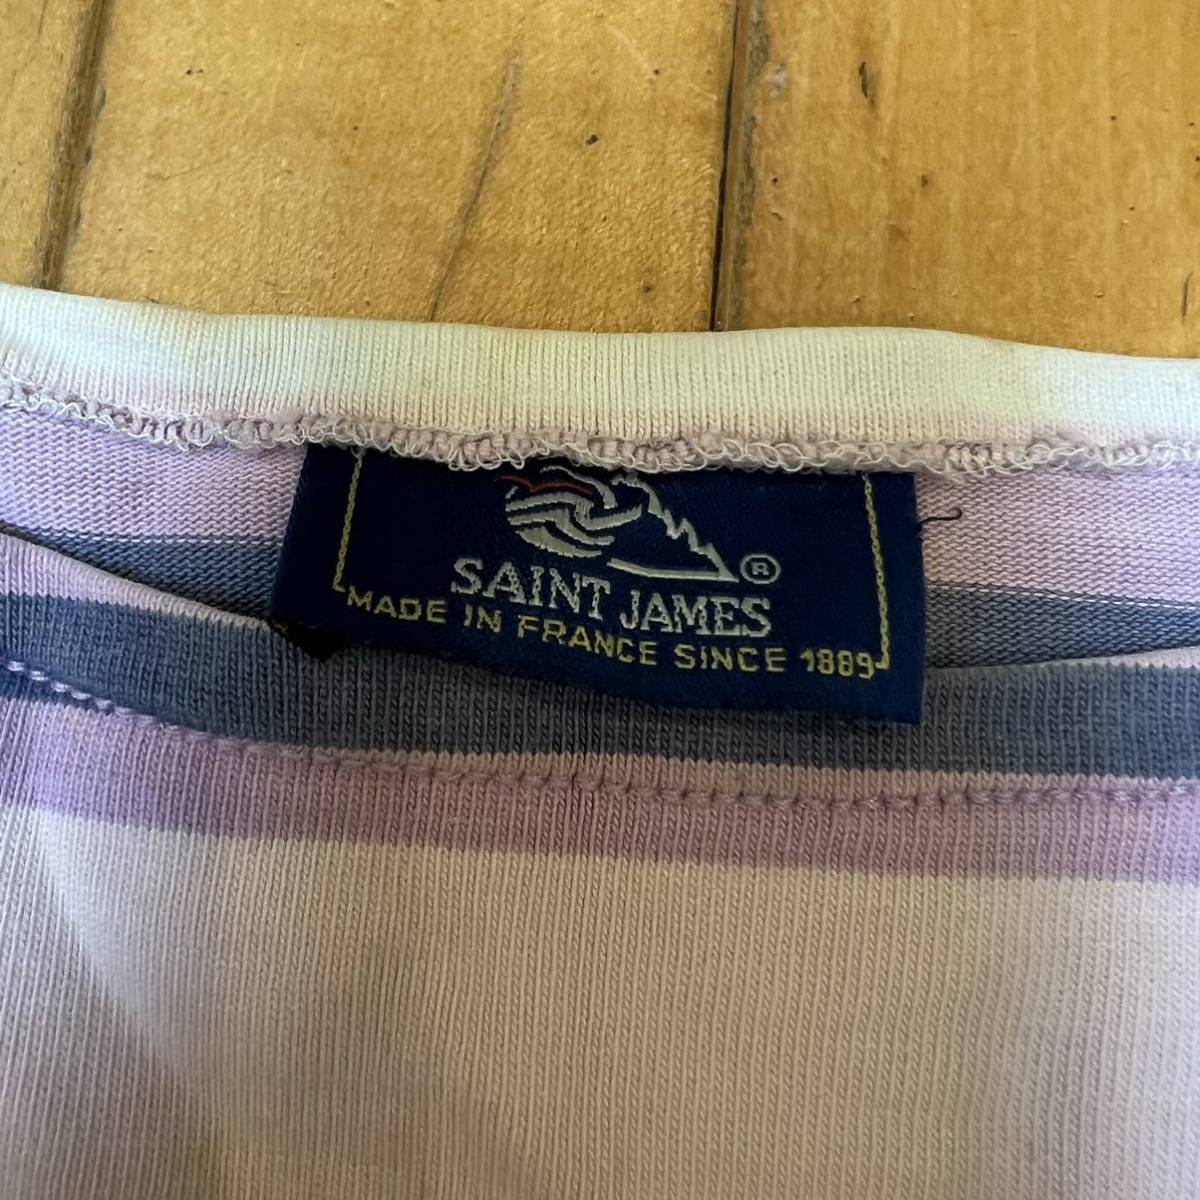 ®
SAINT JAMES
MADE IN FRANCE SINCE 1889